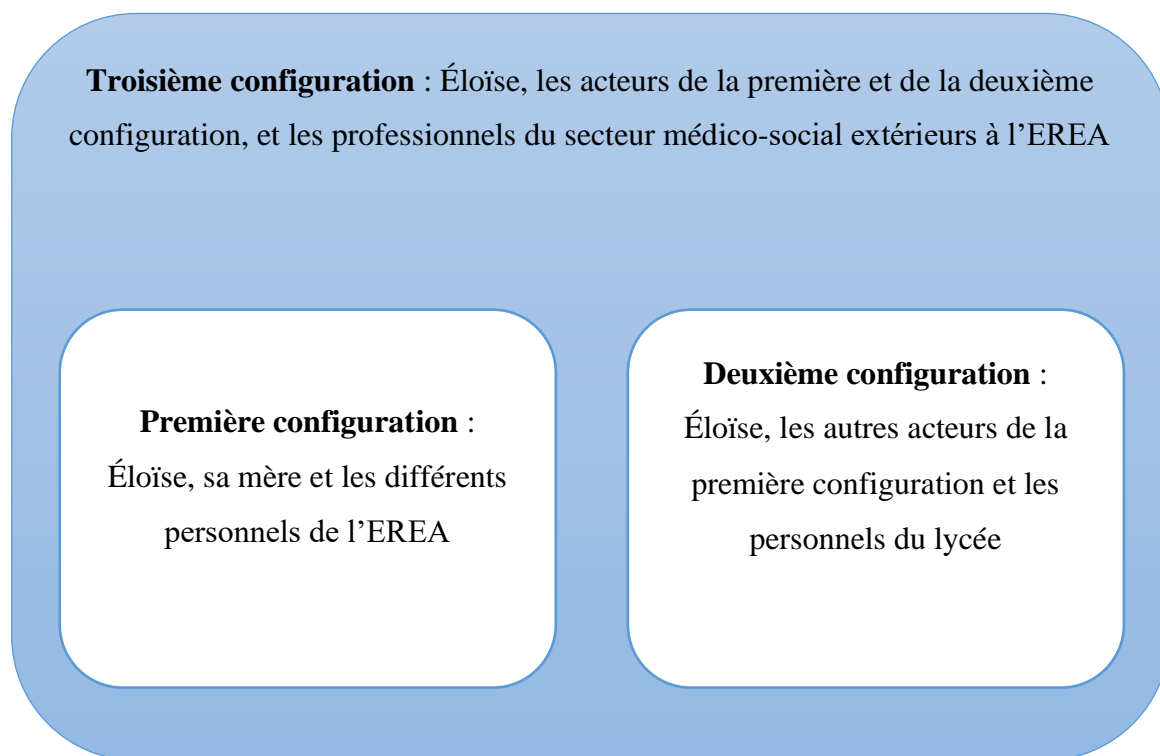 Troisième configuration : Éloïse, les acteurs de la première et de la deuxième
configuration, et les professionnels du secteur médico-social extérieurs à l’EREA
Première configuration :
Éloïse, sa mère et les différents
personnels de l’EREA
Deuxième configuration :
Éloïse, les autres acteurs de la
première configuration et les
personnels du lycée